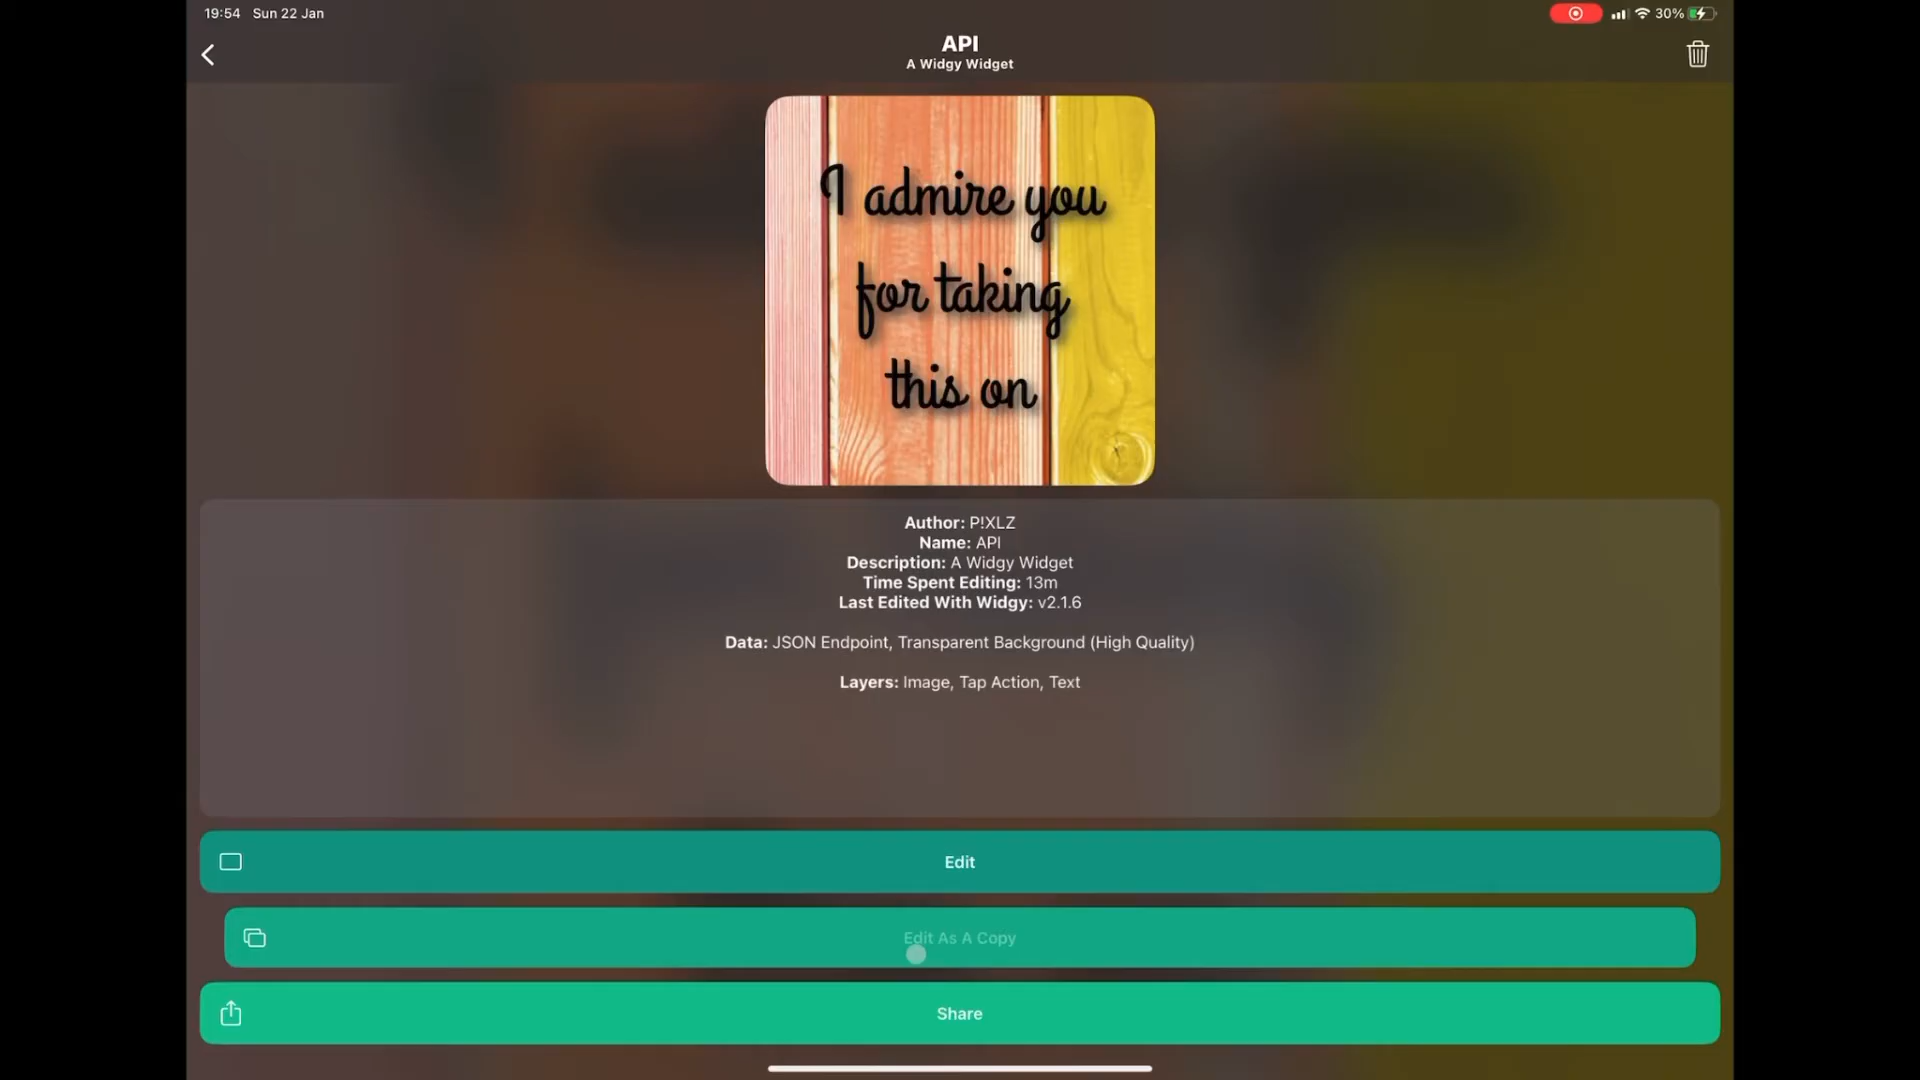 19:54 Sun 22 Jan
30%
API
A Widgy Widget
I admire you
for taking
this on
Author: P!XLZ
Name: API
Description: A Widgy Widget
Time Spent Editing: 13m
Last Edited With Widgy: v2.1.6
Data: JSON Endpoint, Transparent Background (High Quality)
Layers: Image, Tap Action, Text
Edit
Edit As A Copy
Share